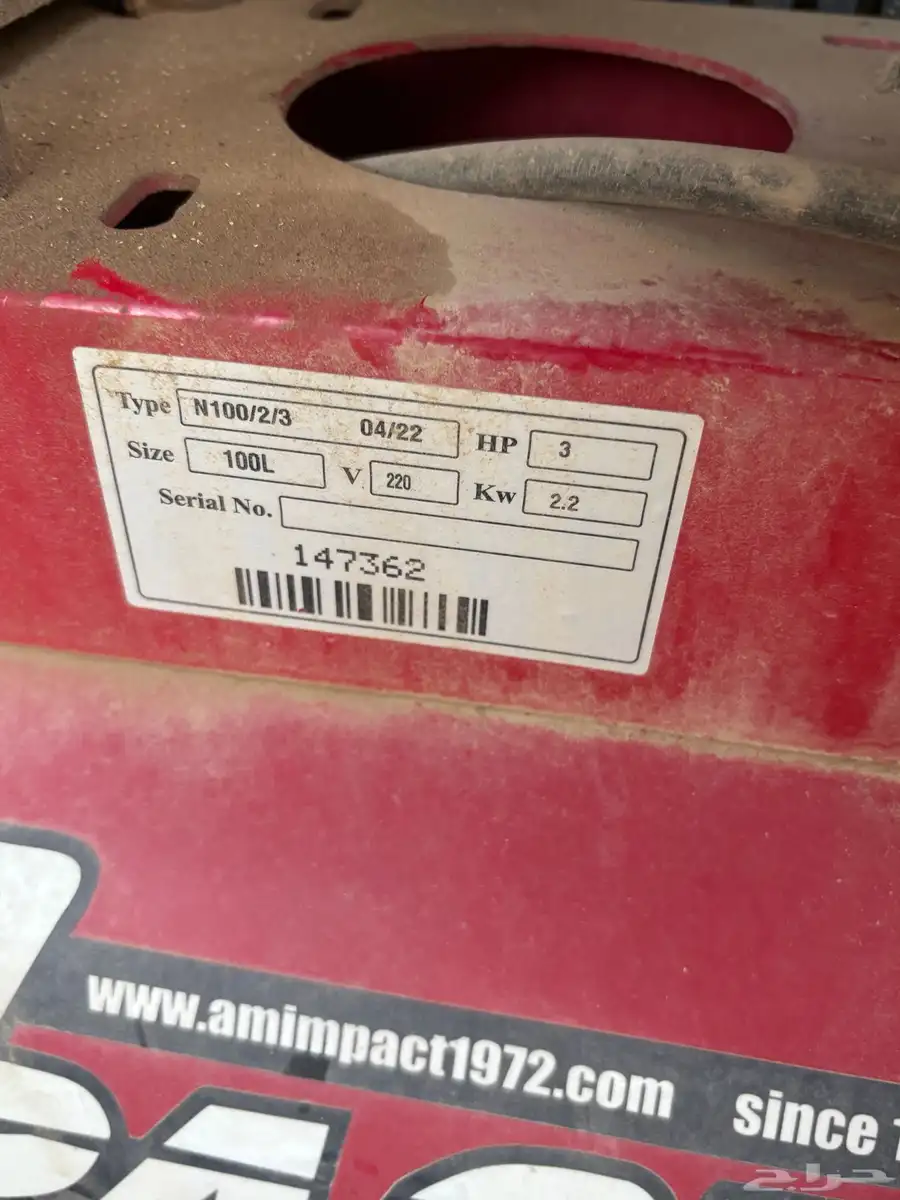 Type N100/2/3 04/22 HP 3
Size 100L V 220 Kw 2.2
Serial No.
147362
www.amimpact1972.com since
حراج